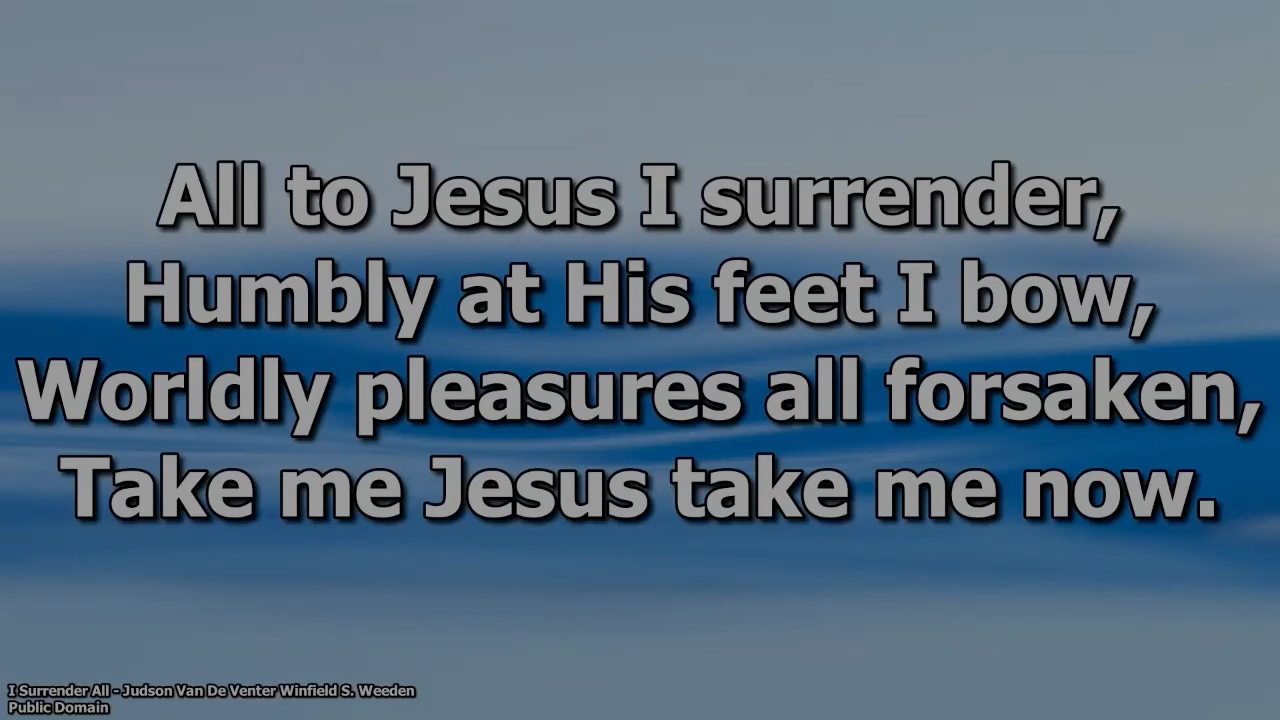 All to Jesus I surrender,
Humbly at His feet I bow,
Worldly pleasures all forsaken,
Take me Jesus take me now.
I Surrender All - Judson Van De Venter Winfield S. Weeden
Public Domain